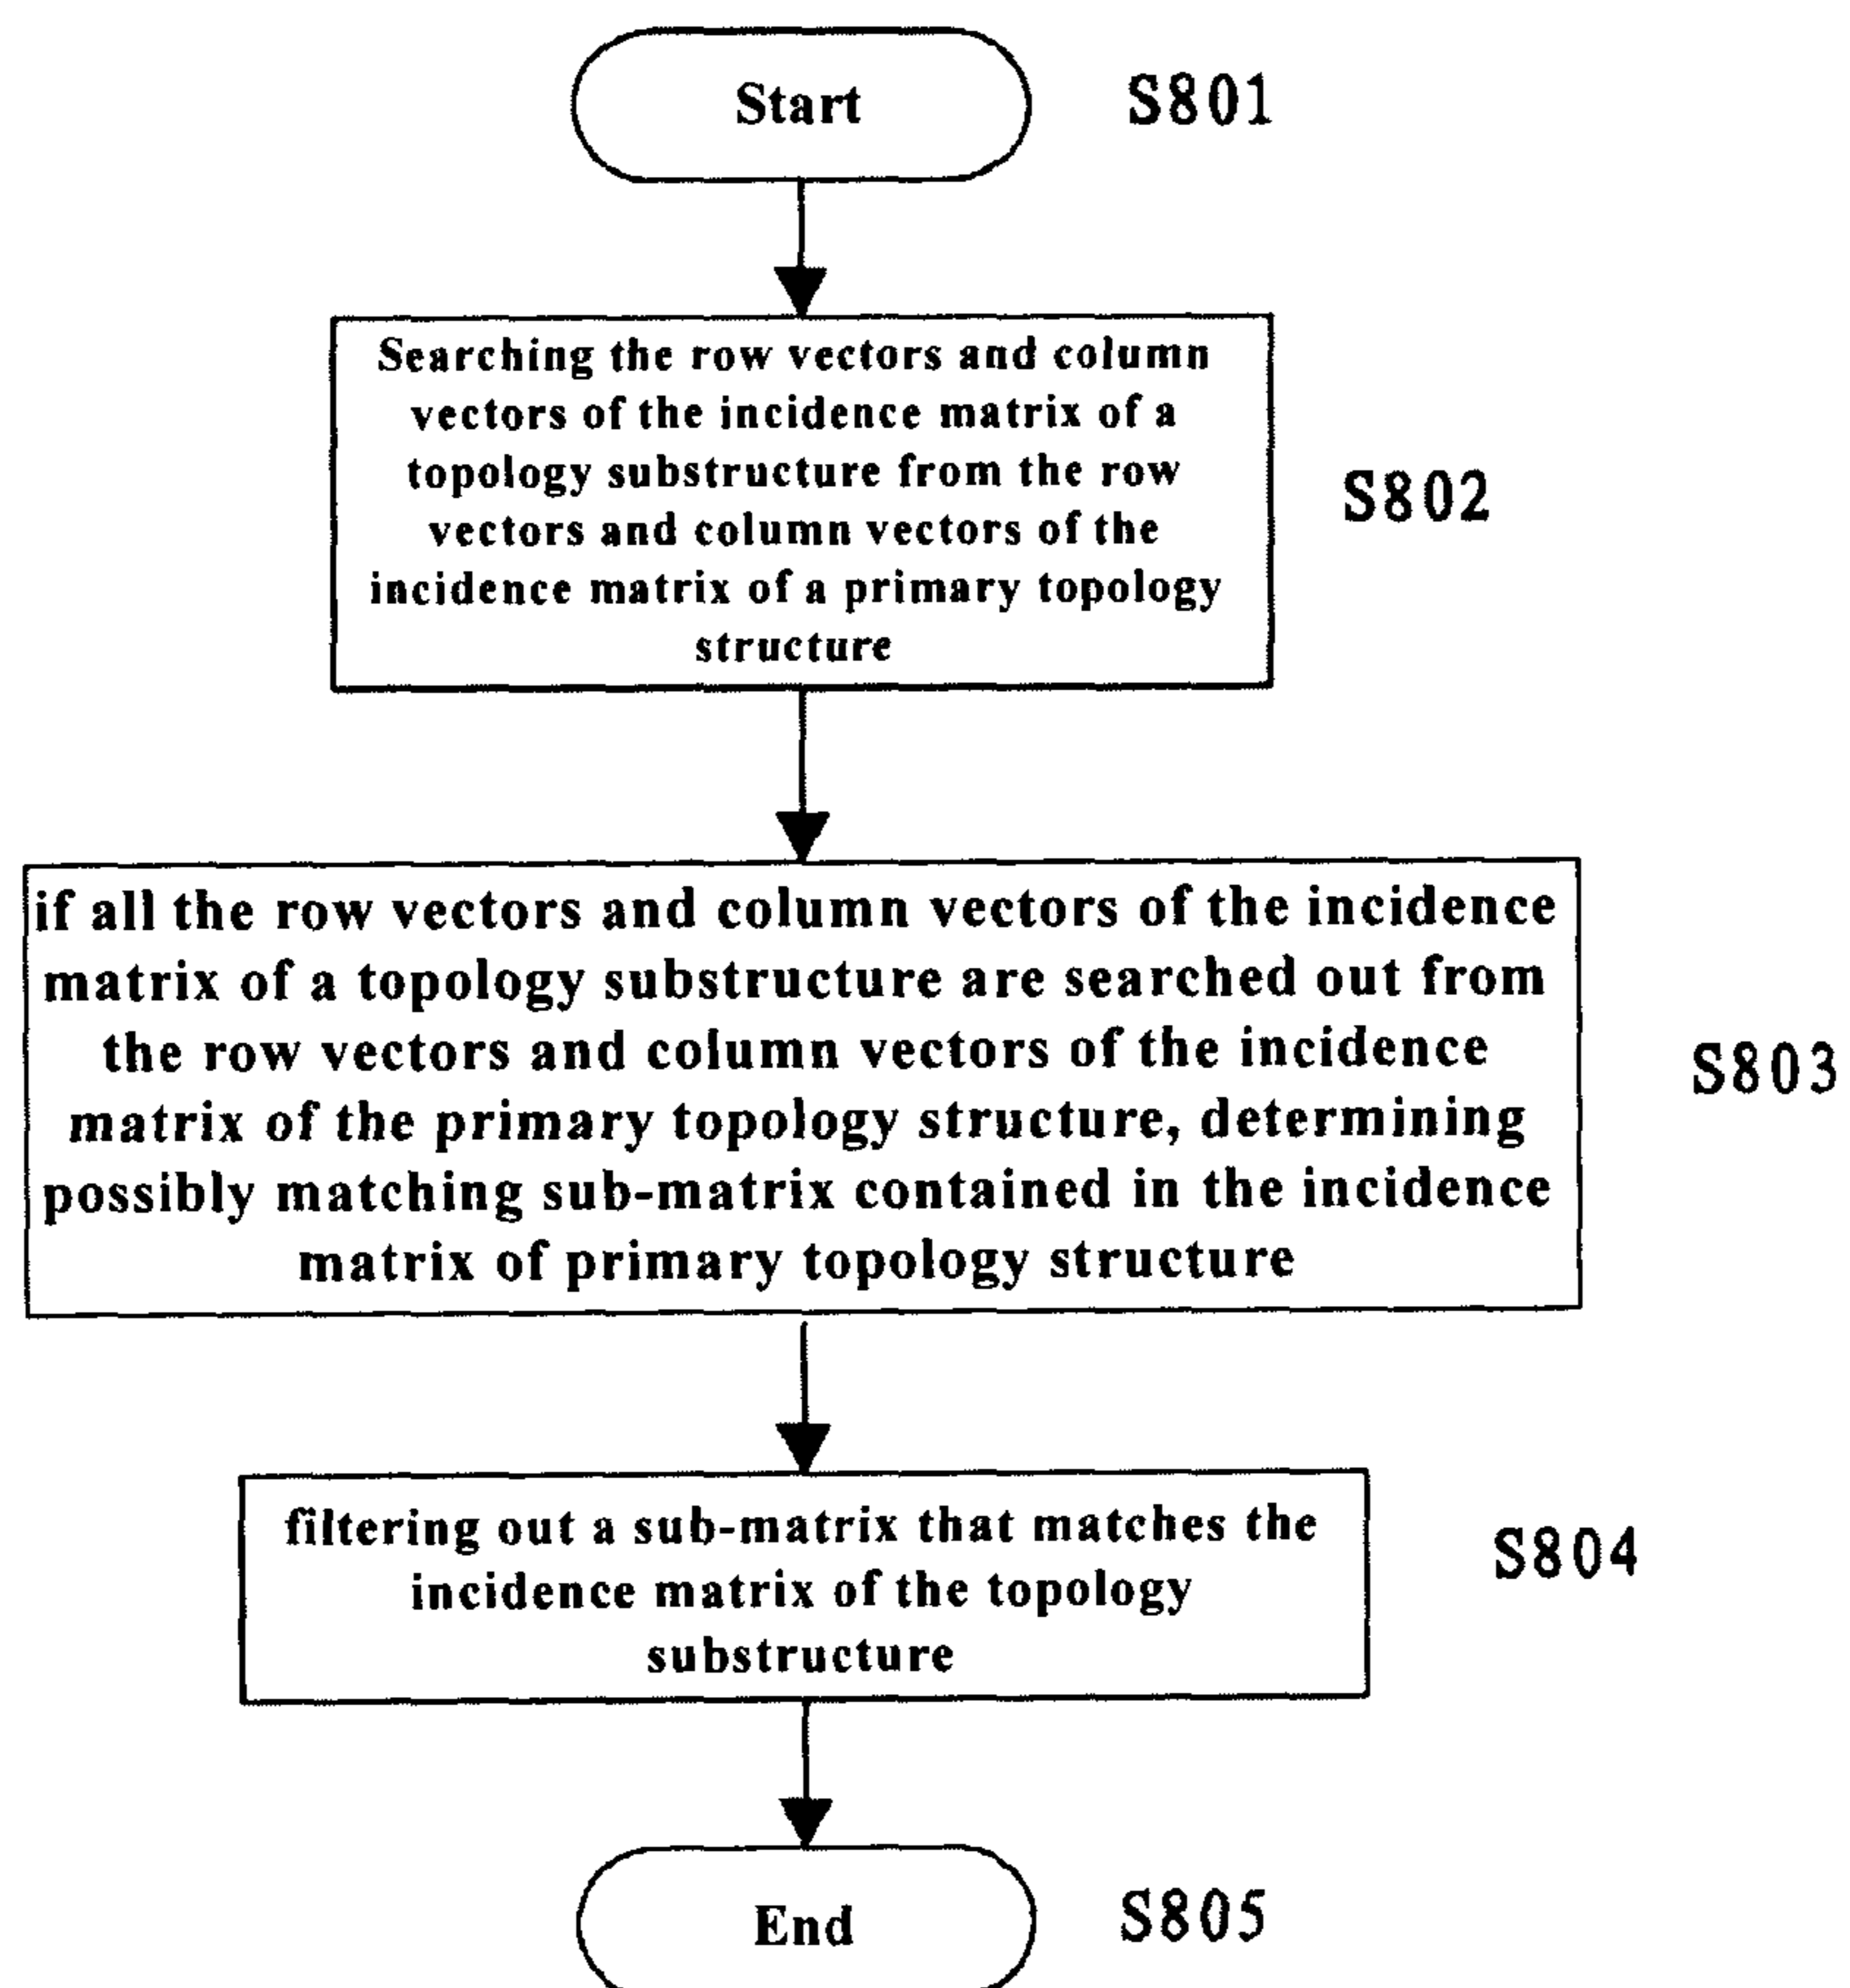 Start
S801
Searching the row vectors and column
vectors of the incidence matrix of a
topology substructure from the row
vectors and column vectors of the
incidence matrix of a primary topology
structure
S802
if all the row vectors and column vectors of the incidence
matrix of a topology substructure are searched out from
the row vectors and column vectors of the incidence
matrix of the primary topology structure, determining
possibly matching sub-matrix contained in the incidence
matrix of primary topology structure
S803
filtering out a sub-matrix that matches the
incidence matrix of the topology
substructure
S804
End
S805